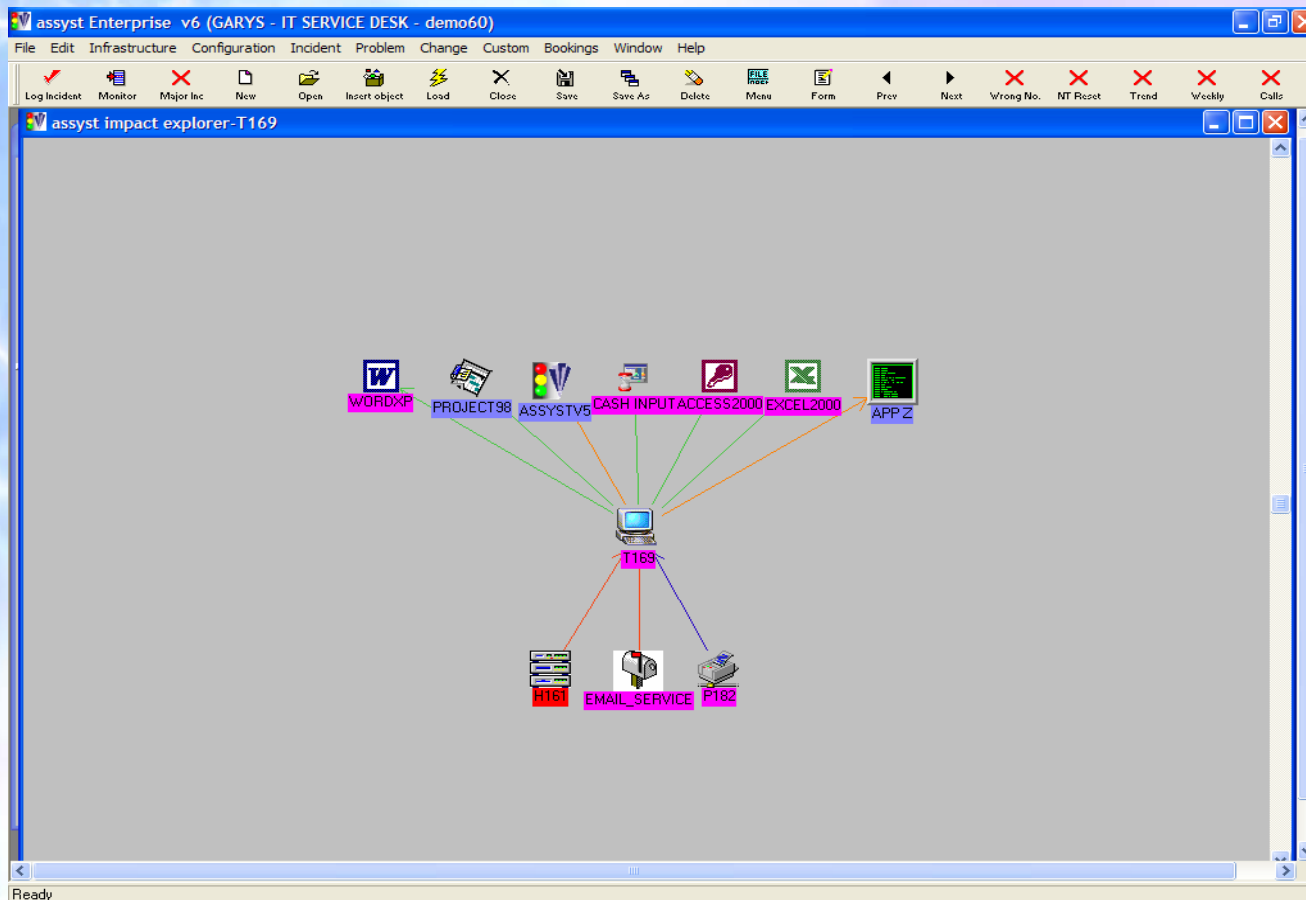 assyst Enterprise v6 (GARYS - IT SERVICE DESK - demo60)
File Edit Infrastructure Configuration Incident Problem Change Custom Bookings Window Help
Log Incident Monitor Major Inc New Open Insert object Load Close Save Save As Delete Menu Form Prev Next Wrong No. NT Reset Trend Weekly Calls
assyst impact explorer-T169
WORDXP PROJECT98 ASSYSTV5 CASH INPUT ACCESS2000 EXCEL2000 APP Z
T169
H161 EMAIL_SERVICE P182
Ready